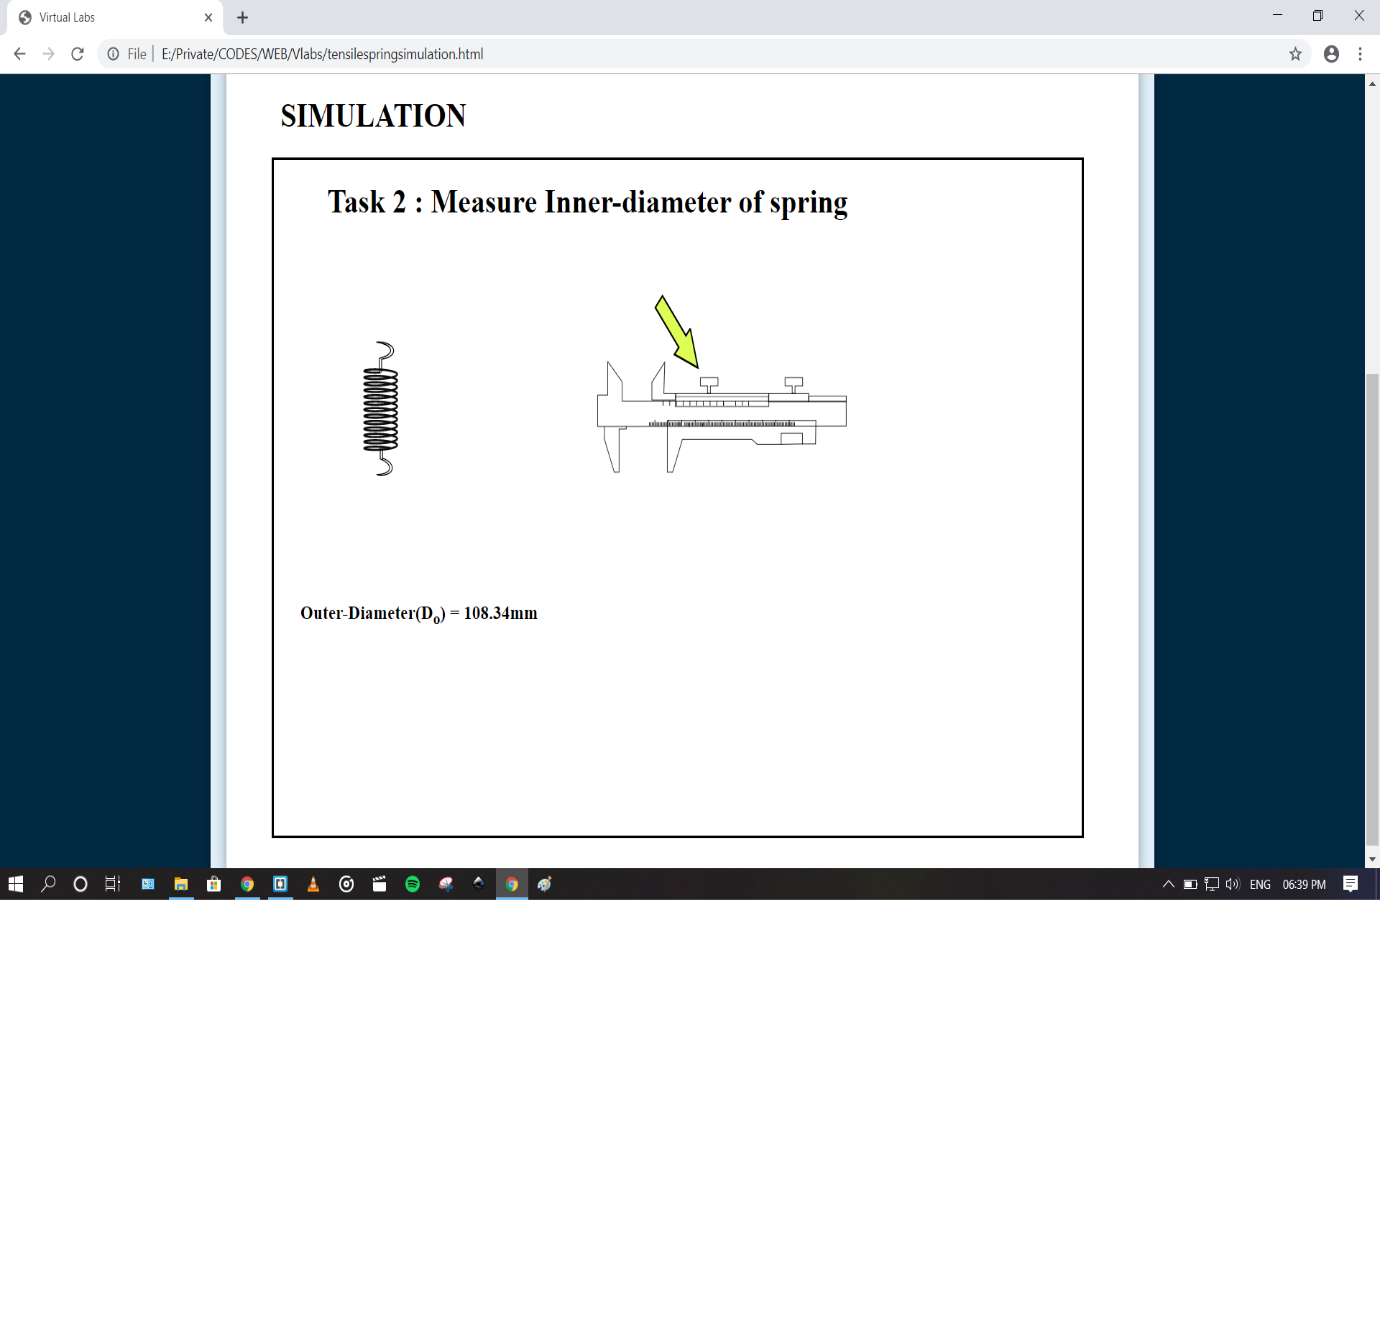 Virtual Labs
File E:/Private/CODES/WEB/Vlabs/tensilespringsimulation.html
SIMULATION
Task 2 : Measure Inner-diameter of spring
Outer-Diameter(Dₒ) = 108.34mm
ENG 06:39 PM